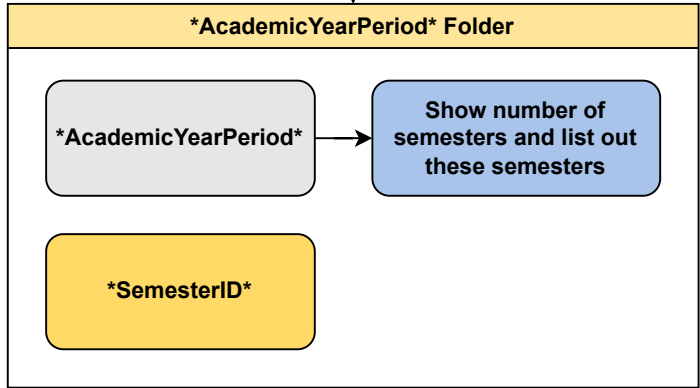 *AcademicYearPeriod* Folder
*AcademicYearPeriod*
Show number of
semesters and list out
these semesters
*SemesterID*